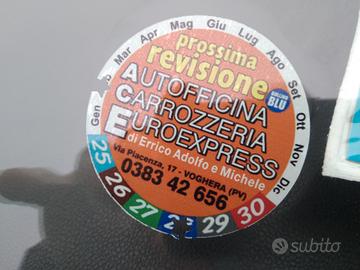 Gen
Mar Apr Mag Giu Lug Ago Set Ott Nov Dic
prossima
revisione
BOLLINO
BLU
AUTOFFICINA
CARROZZERIA
EUROEXPRESS
di Errico Adolfo e Michele
Via Piacenza, 17 - VOGHERA (PV)
0383 42 656
25 26 27 28 29 30
subito